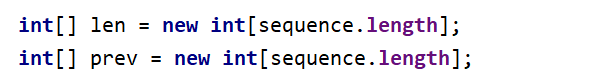 int[] len = new int[sequence.length];
int[] prev = new int[sequence.length];